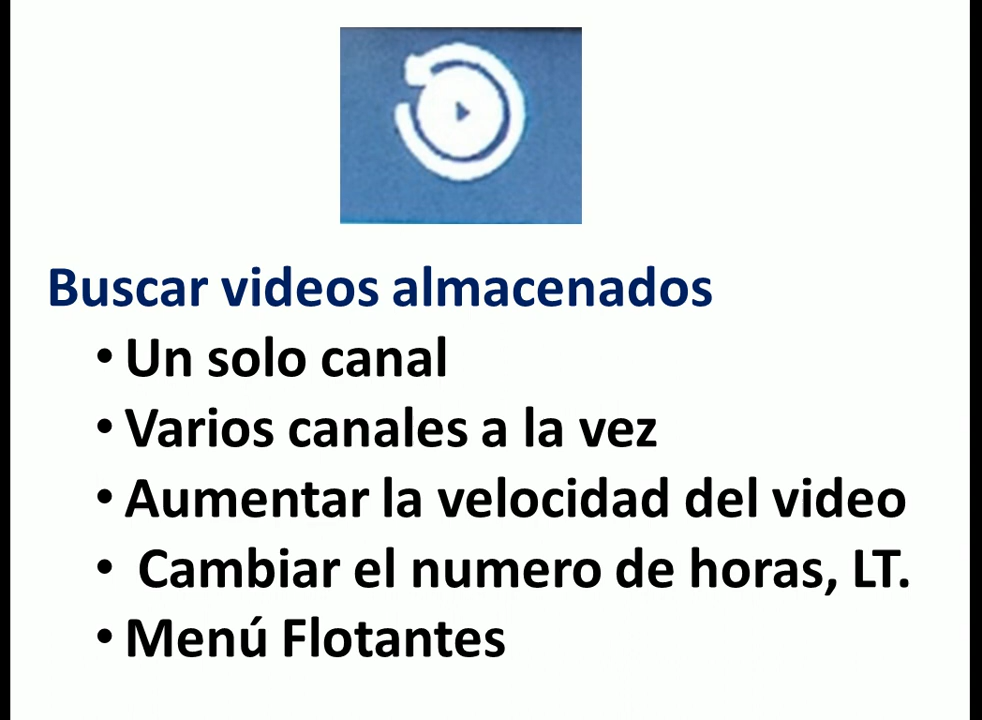 Buscar videos almacenados
• Un solo canal
• Varios canales a la vez
• Aumentar la velocidad del video
• Cambiar el numero de horas, LT.
• Menú Flotantes